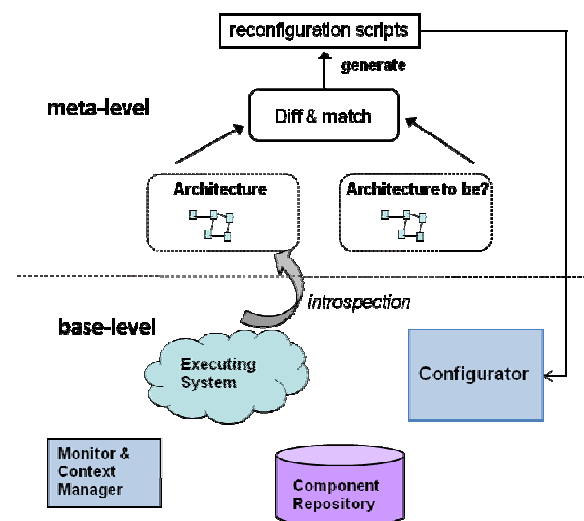 reconfiguration scripts
generate
meta-level
Diff & match
Architecture
Architecture to be?
introspection
base-level
Executing
System
Configurator
Monitor &
Context
Manager
Component
Repository